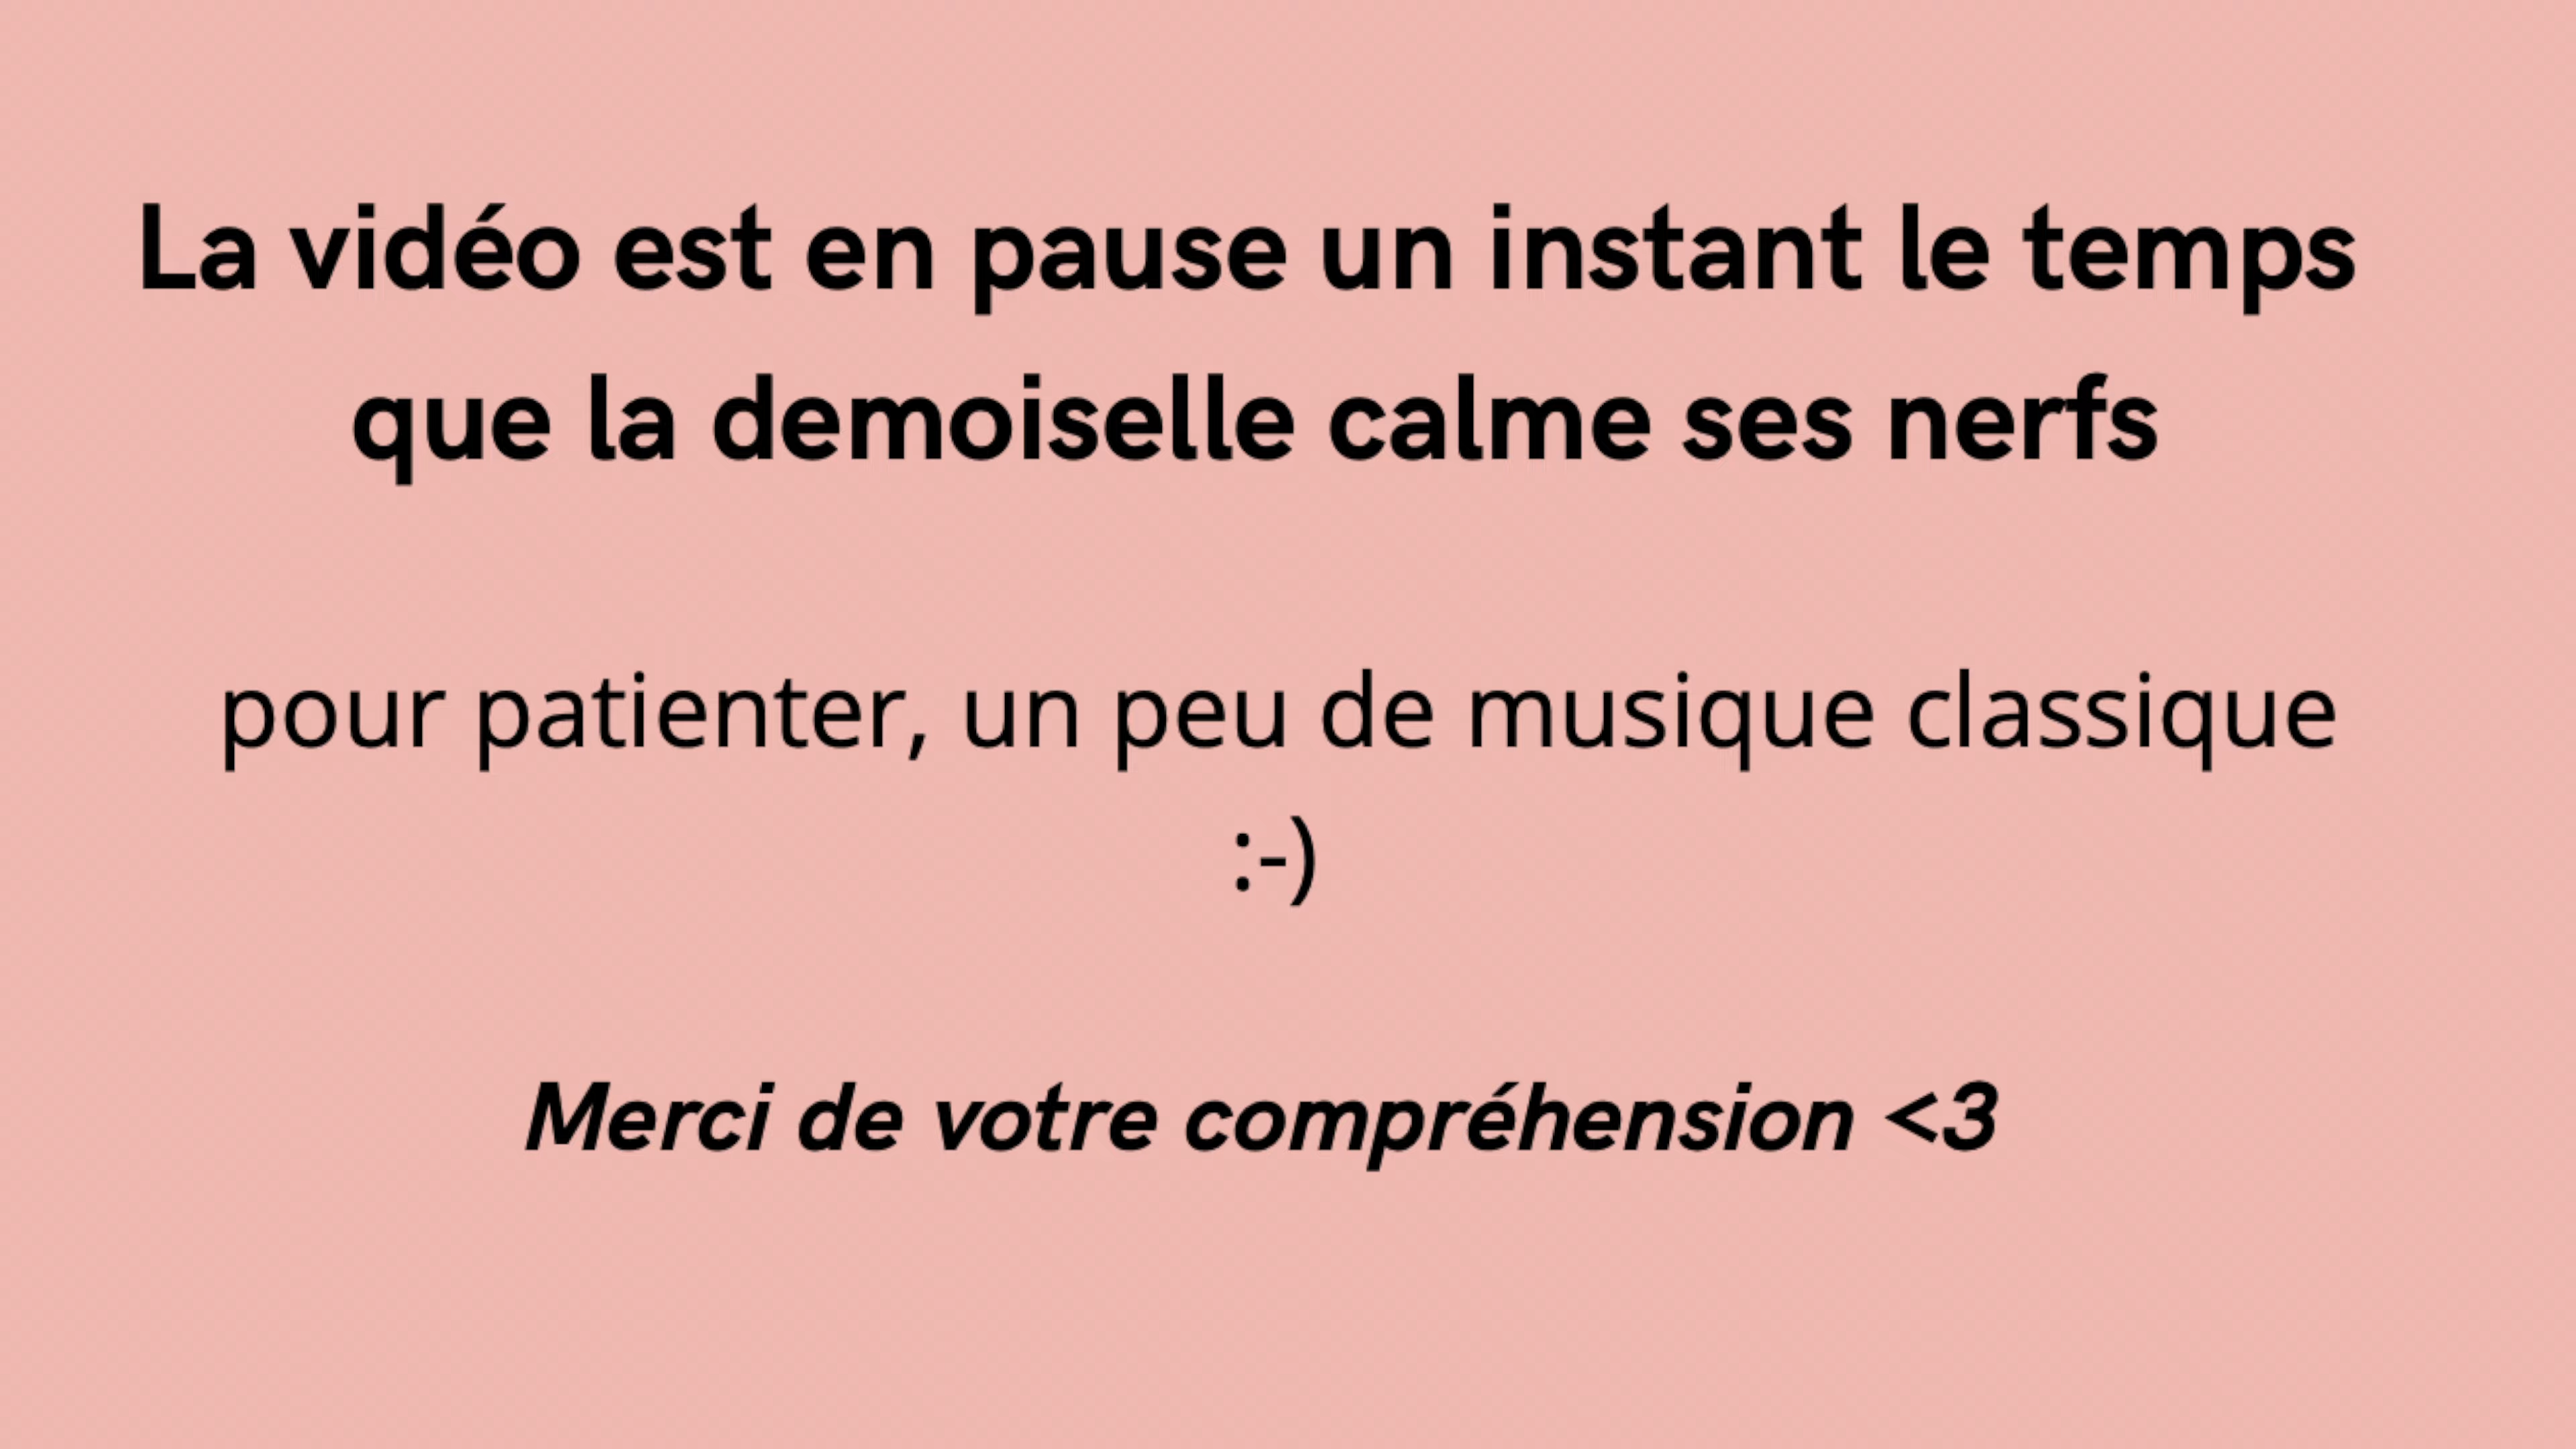 La vidéo est en pause un instant le temps
que la demoiselle calme ses nerfs
pour patienter, un peu de musique classique
:-)
Merci de votre compréhension <3